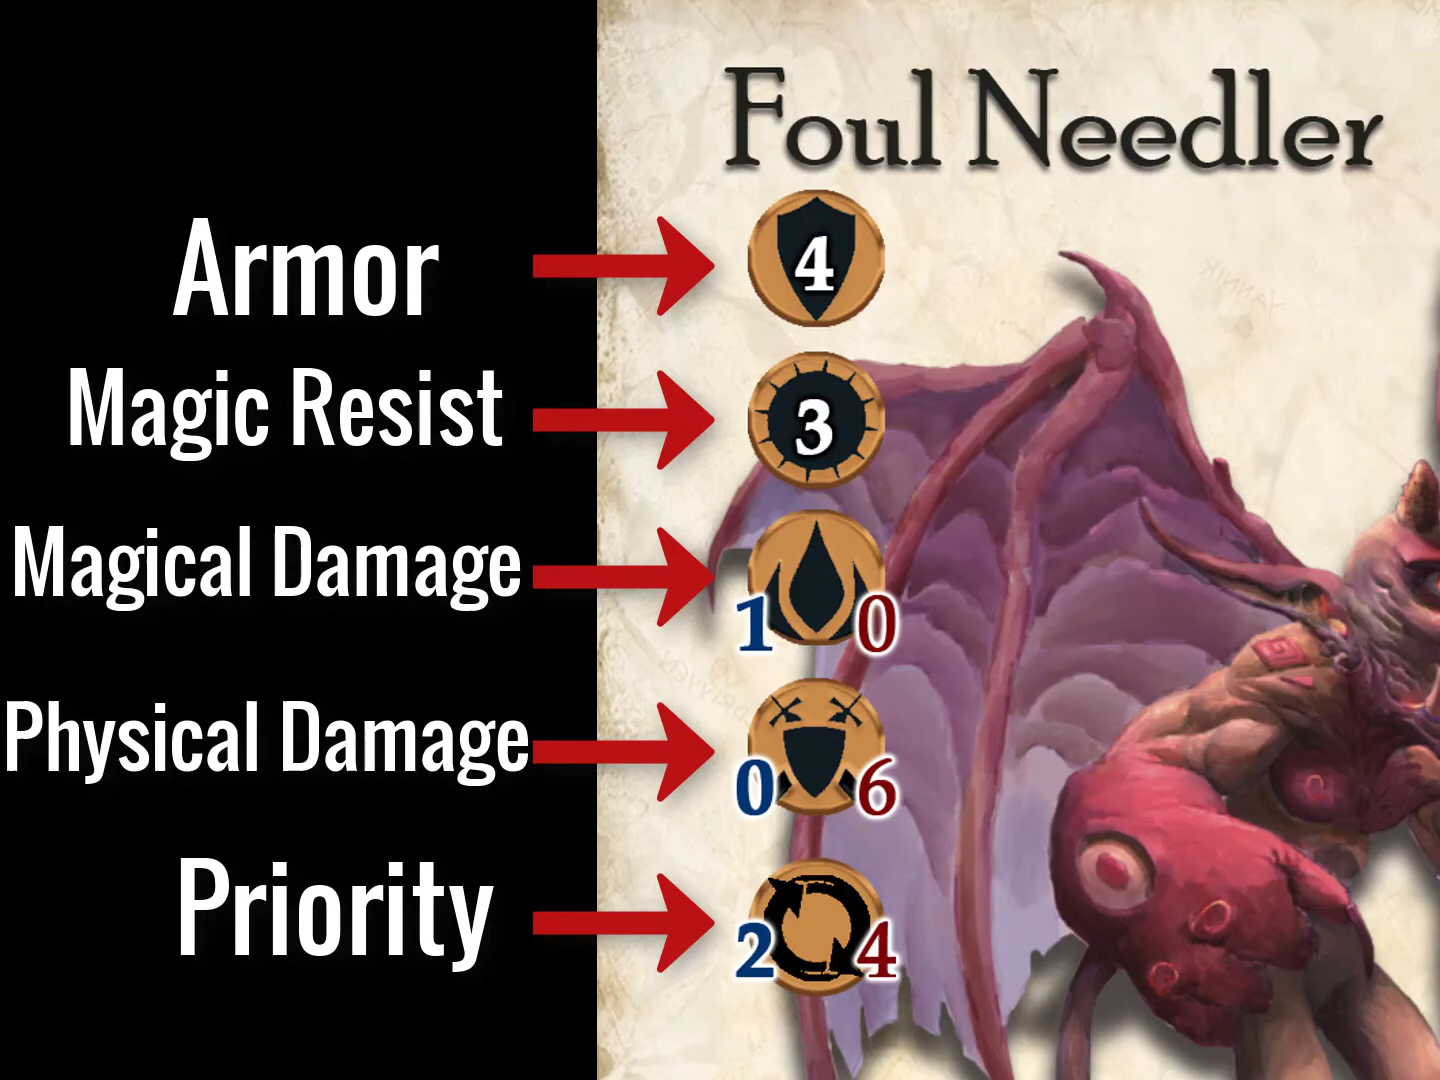 Foul Needler
Armor 4
Magic Resist 3
Magical Damage 1 0
Physical Damage 0 6
Priority 2 4